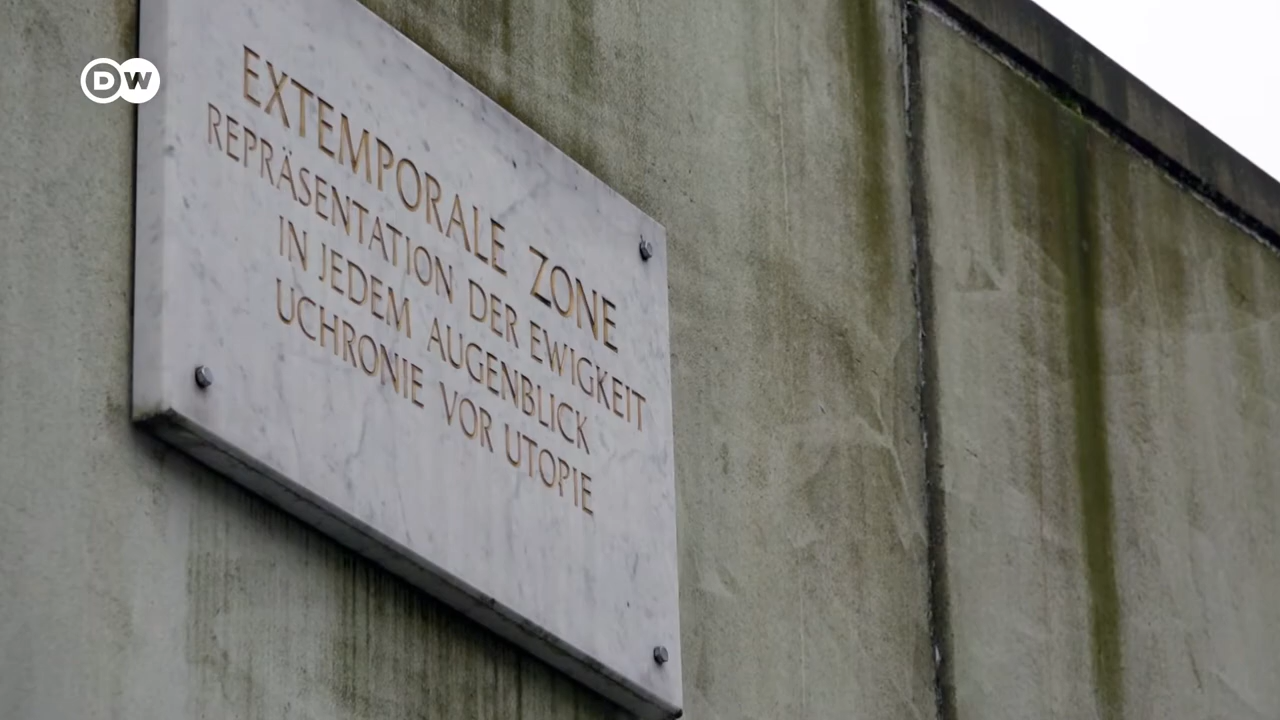 DW
EXTEMPORALE ZONE
REPRÄSENTATION DER EWIGKEIT
IN JEDEM AUGENBLICK
UCHRONIE VOR UTOPIE